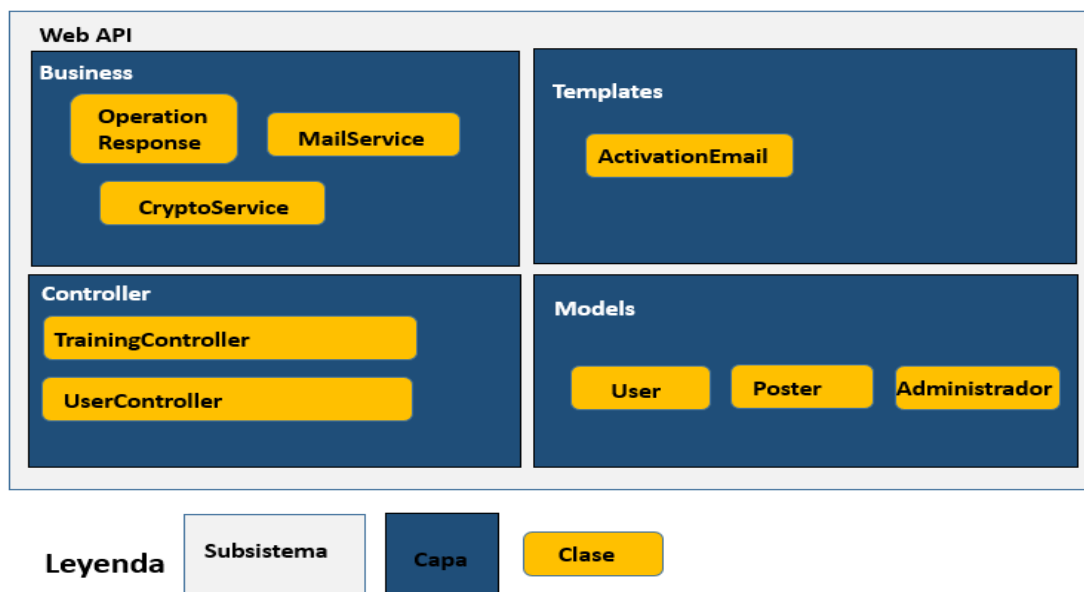 Web API
Business
Operation
Response
MailService
CryptoService
Templates
ActivationEmail
Controller
TrainingController
UserController
Models
User
Poster
Administrador
Leyenda
Subsistema
Capa
Clase